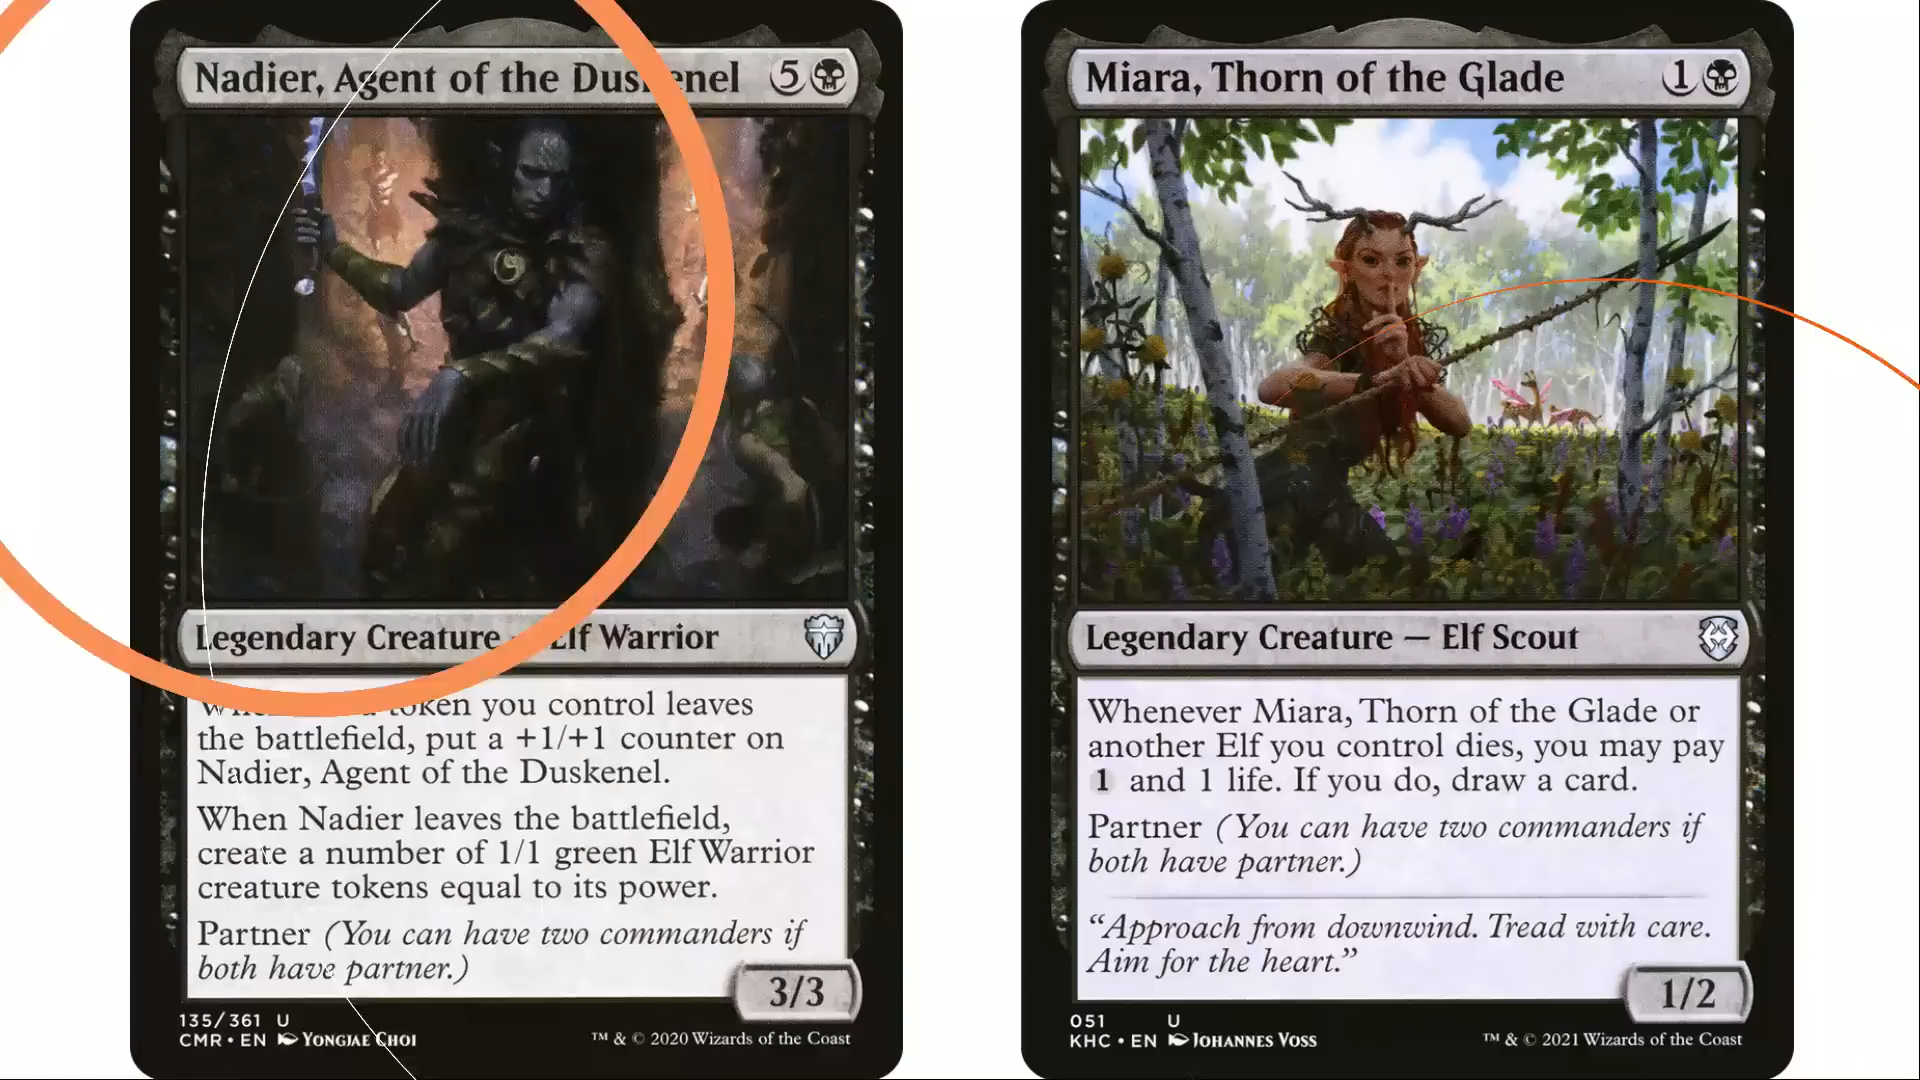 Nadier, Agent of the Duskenel 5
Legendary Creature — Elf Warrior
token you control leaves
the battlefield, put a +1/+1 counter on
Nadier, Agent of the Duskenel.
When Nadier leaves the battlefield,
create a number of 1/1 green Elf Warrior
creature tokens equal to its power.
Partner (You can have two commanders if
both have partner.)
3/3
135/361 U
CMR • EN YONGJAE CHOI
™ & © 2020 Wizards of the Coast
Miara, Thorn of the Glade 1
Legendary Creature — Elf Scout
Whenever Miara, Thorn of the Glade or
another Elf you control dies, you may pay
1 and 1 life. If you do, draw a card.
Partner (You can have two commanders if
both have partner.)
“Approach from downwind. Tread with care.
Aim for the heart.”
1/2
051 U
KHC • EN JOHANNES VOSS
™ & © 2021 Wizards of the Coast